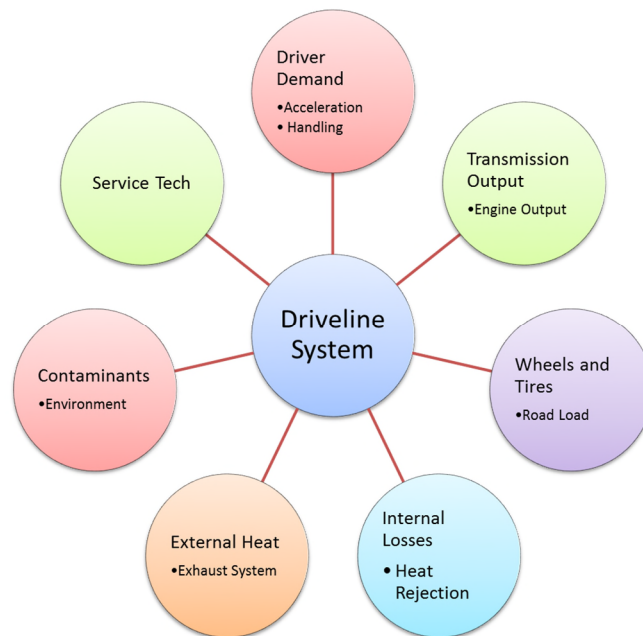 Driver
Demand
•Acceleration
• Handling
Transmission
Output
•Engine Output
Service Tech
Driveline
System
Wheels and
Tires
•Road Load
Contaminants
•Environment
External Heat
•Exhaust System
Internal
Losses
• Heat
Rejection